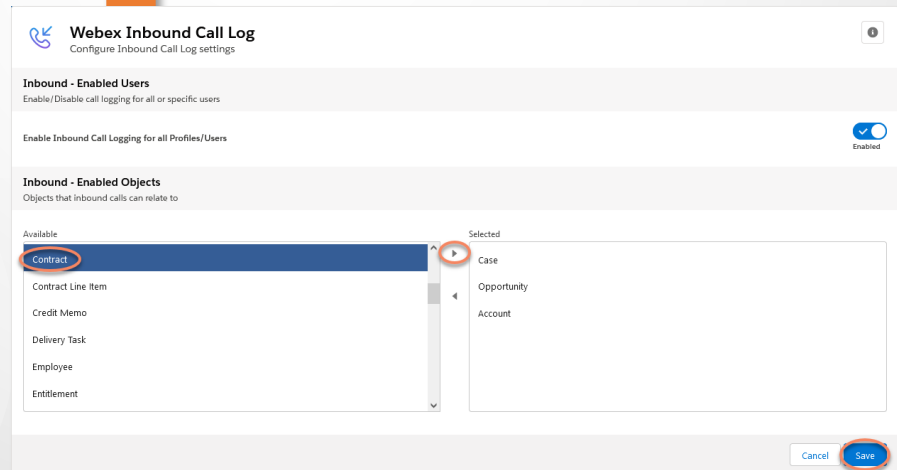 Webex Inbound Call Log
Configure Inbound Call Log settings
Inbound - Enabled Users
Enable/Disable call logging for all or specific users
Enable Inbound Call Logging for all Profiles/Users
Enabled
Inbound - Enabled Objects
Objects that inbound calls can relate to
Available
Contract
Contract Line Item
Credit Memo
Delivery Task
Employee
Entitlement
Selected
Case
Opportunity
Account
Cancel
Save